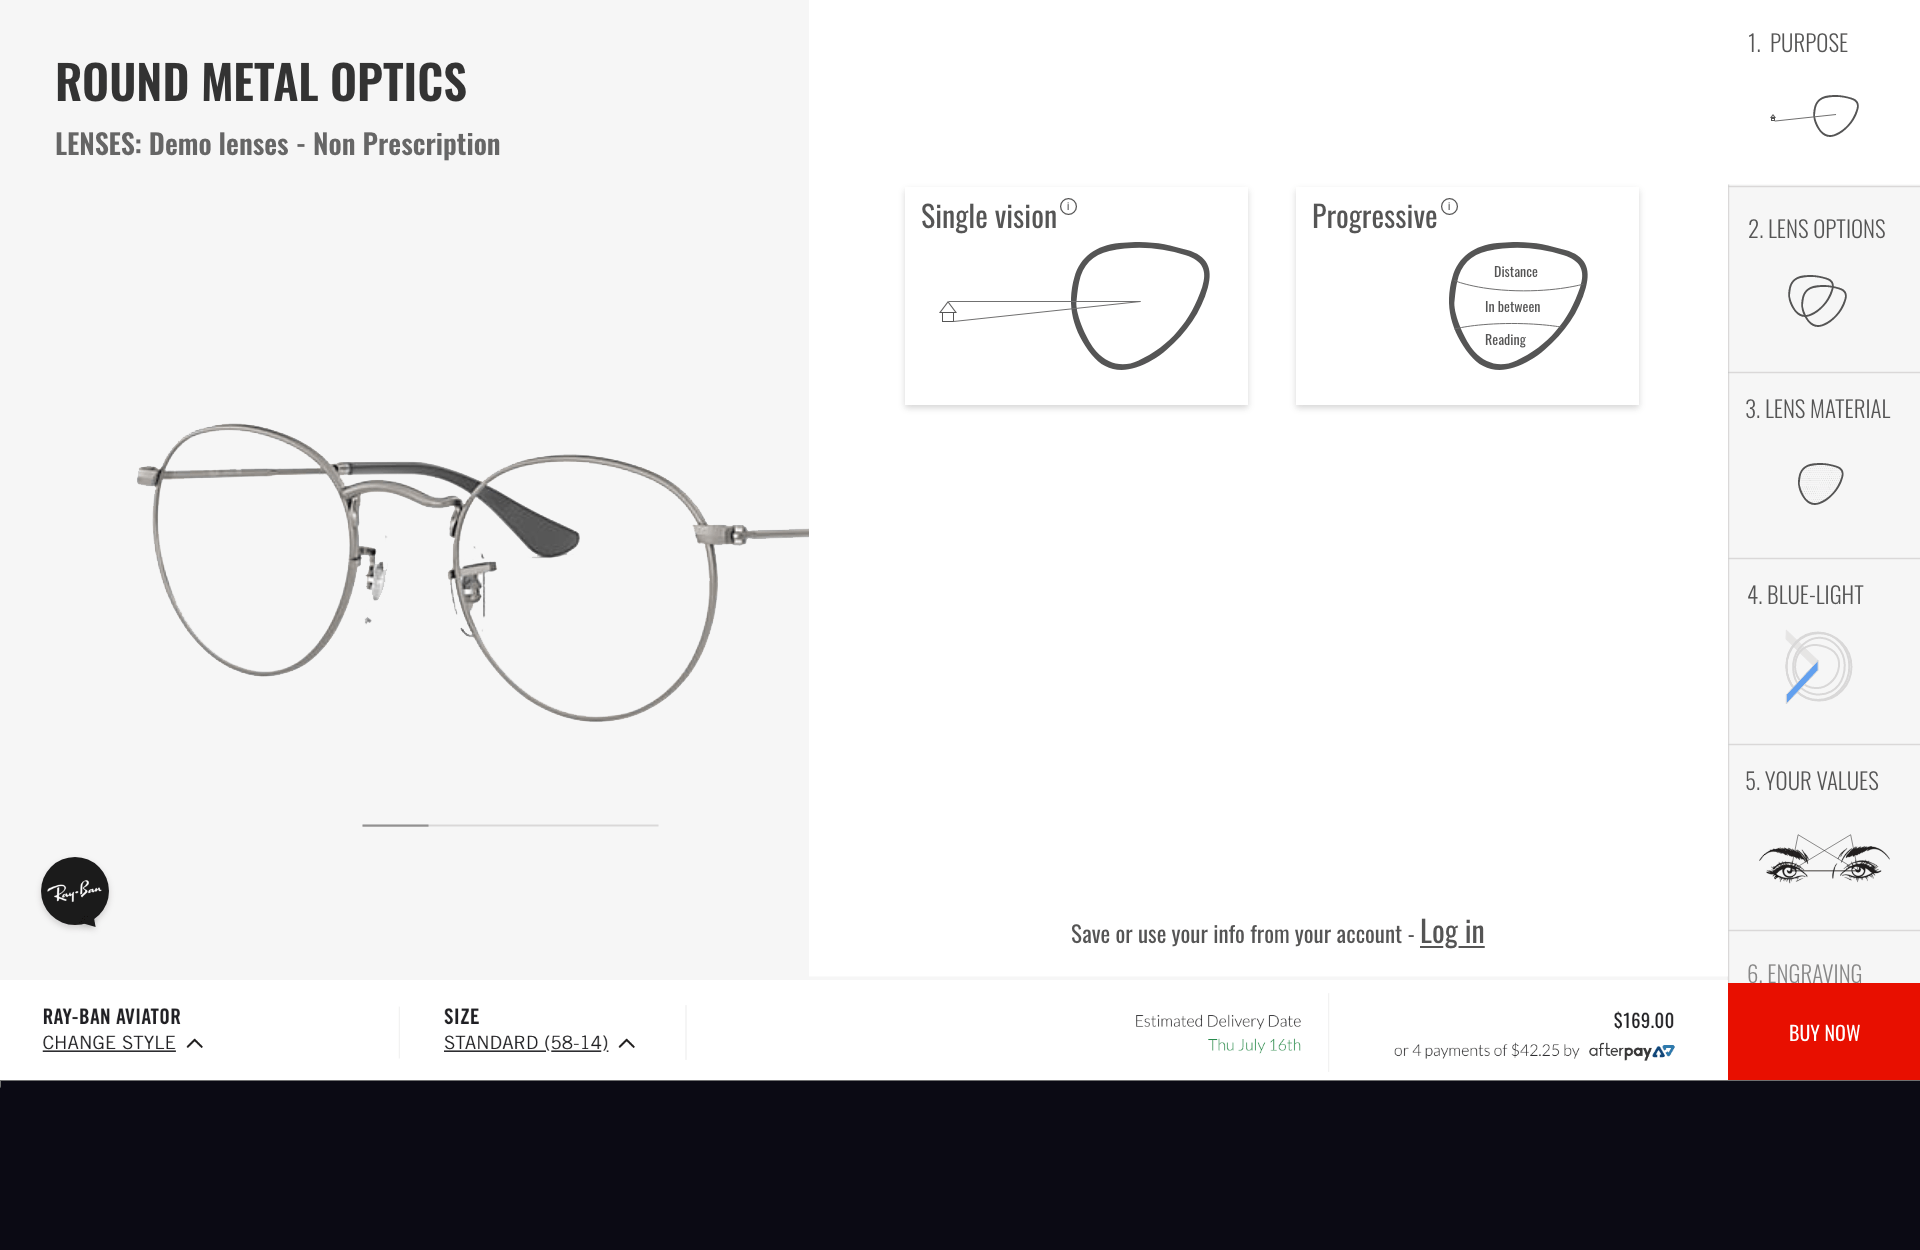 ROUND METAL OPTICS
LENSES: Demo lenses - Non Prescription
Single vision i
Progressive i
Distance
In between
Reading
Save or use your info from your account - Log in
1. PURPOSE
2. LENS OPTIONS
3. LENS MATERIAL
4. BLUE-LIGHT
5. YOUR VALUES
6. ENGRAVING
Ray-Ban
RAY-BAN AVIATOR
CHANGE STYLE
SIZE
STANDARD (58-14)
Estimated Delivery Date
Thu July 16th
$169.00
or 4 payments of $42.25 by afterpay
BUY NOW